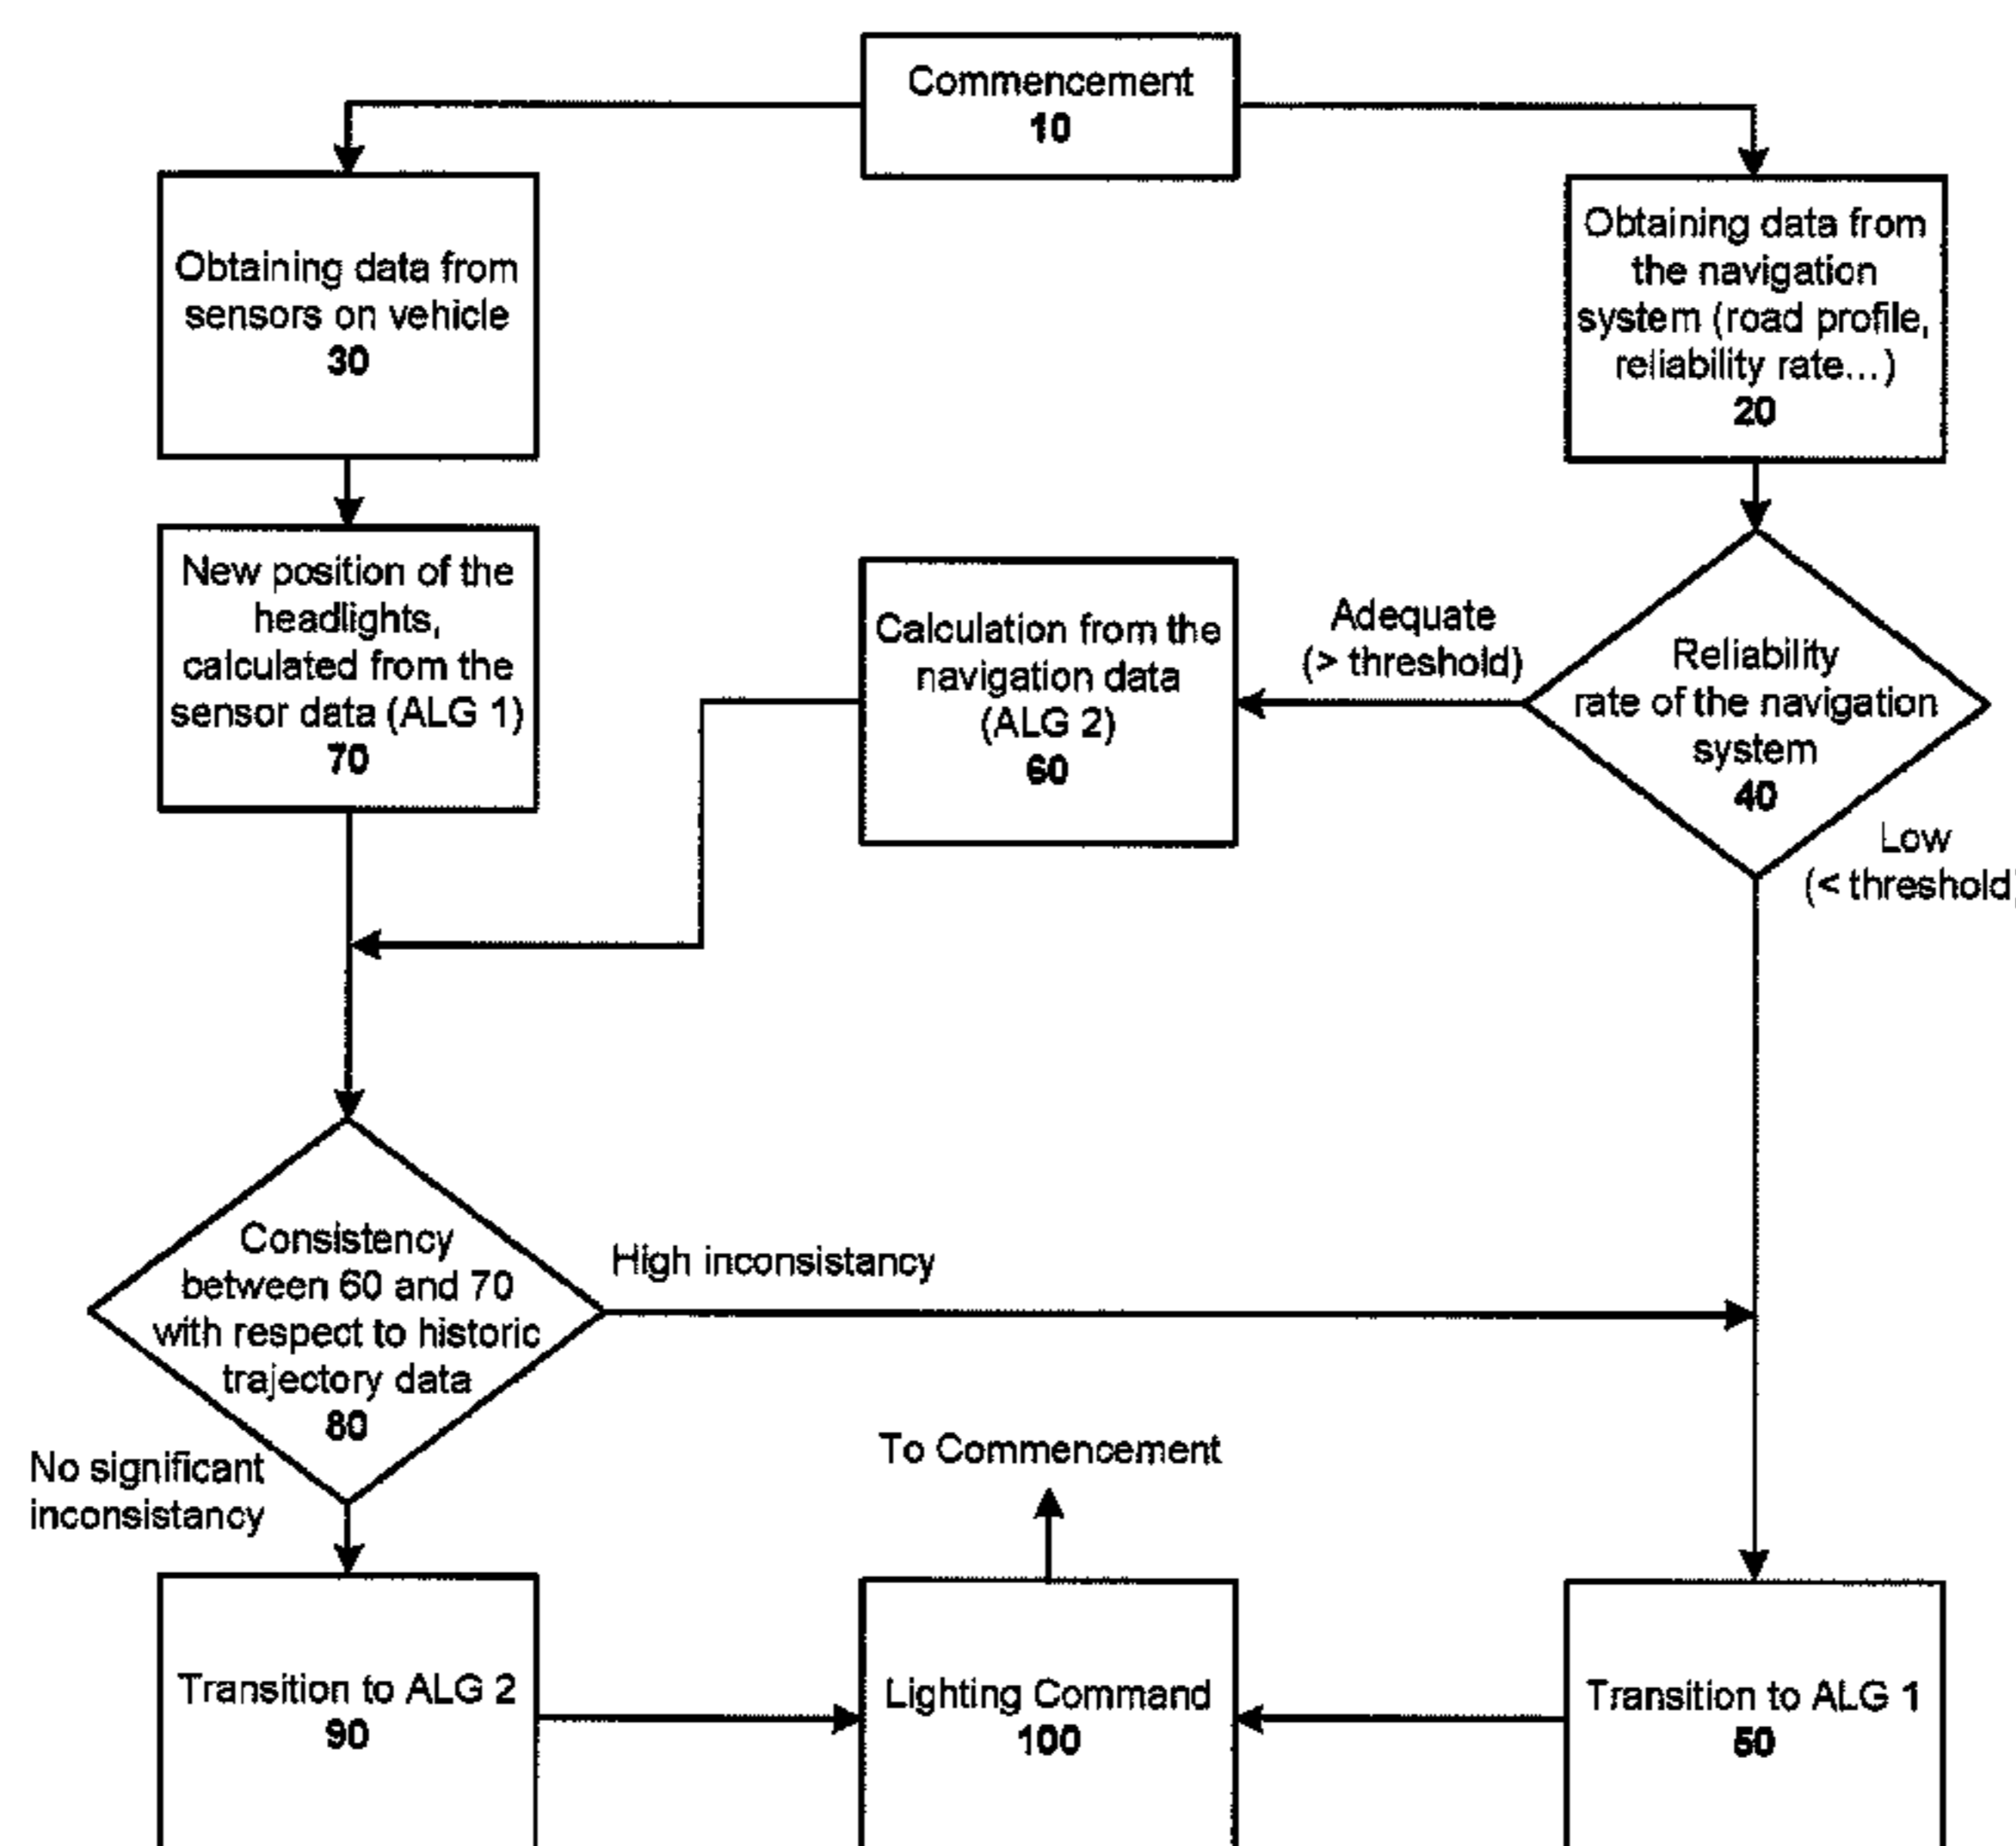 Commencement
10
Obtaining data from
sensors on vehicle
30
Obtaining data from
the navigation
system (road profile,
reliability rate...)
20
New position of the
headlights,
calculated from the
sensor data (ALG 1)
70
Calculation from the
navigation data
(ALG 2)
60
Adequate
(> threshold)
Reliability
rate of the navigation
system
40
Low
(< threshold)
Consistency
between 60 and 70
with respect to historic
trajectory data
80
High inconsistancy
No significant
inconsistancy
To Commencement
Transition to ALG 2
90
Lighting Command
100
Transition to ALG 1
50